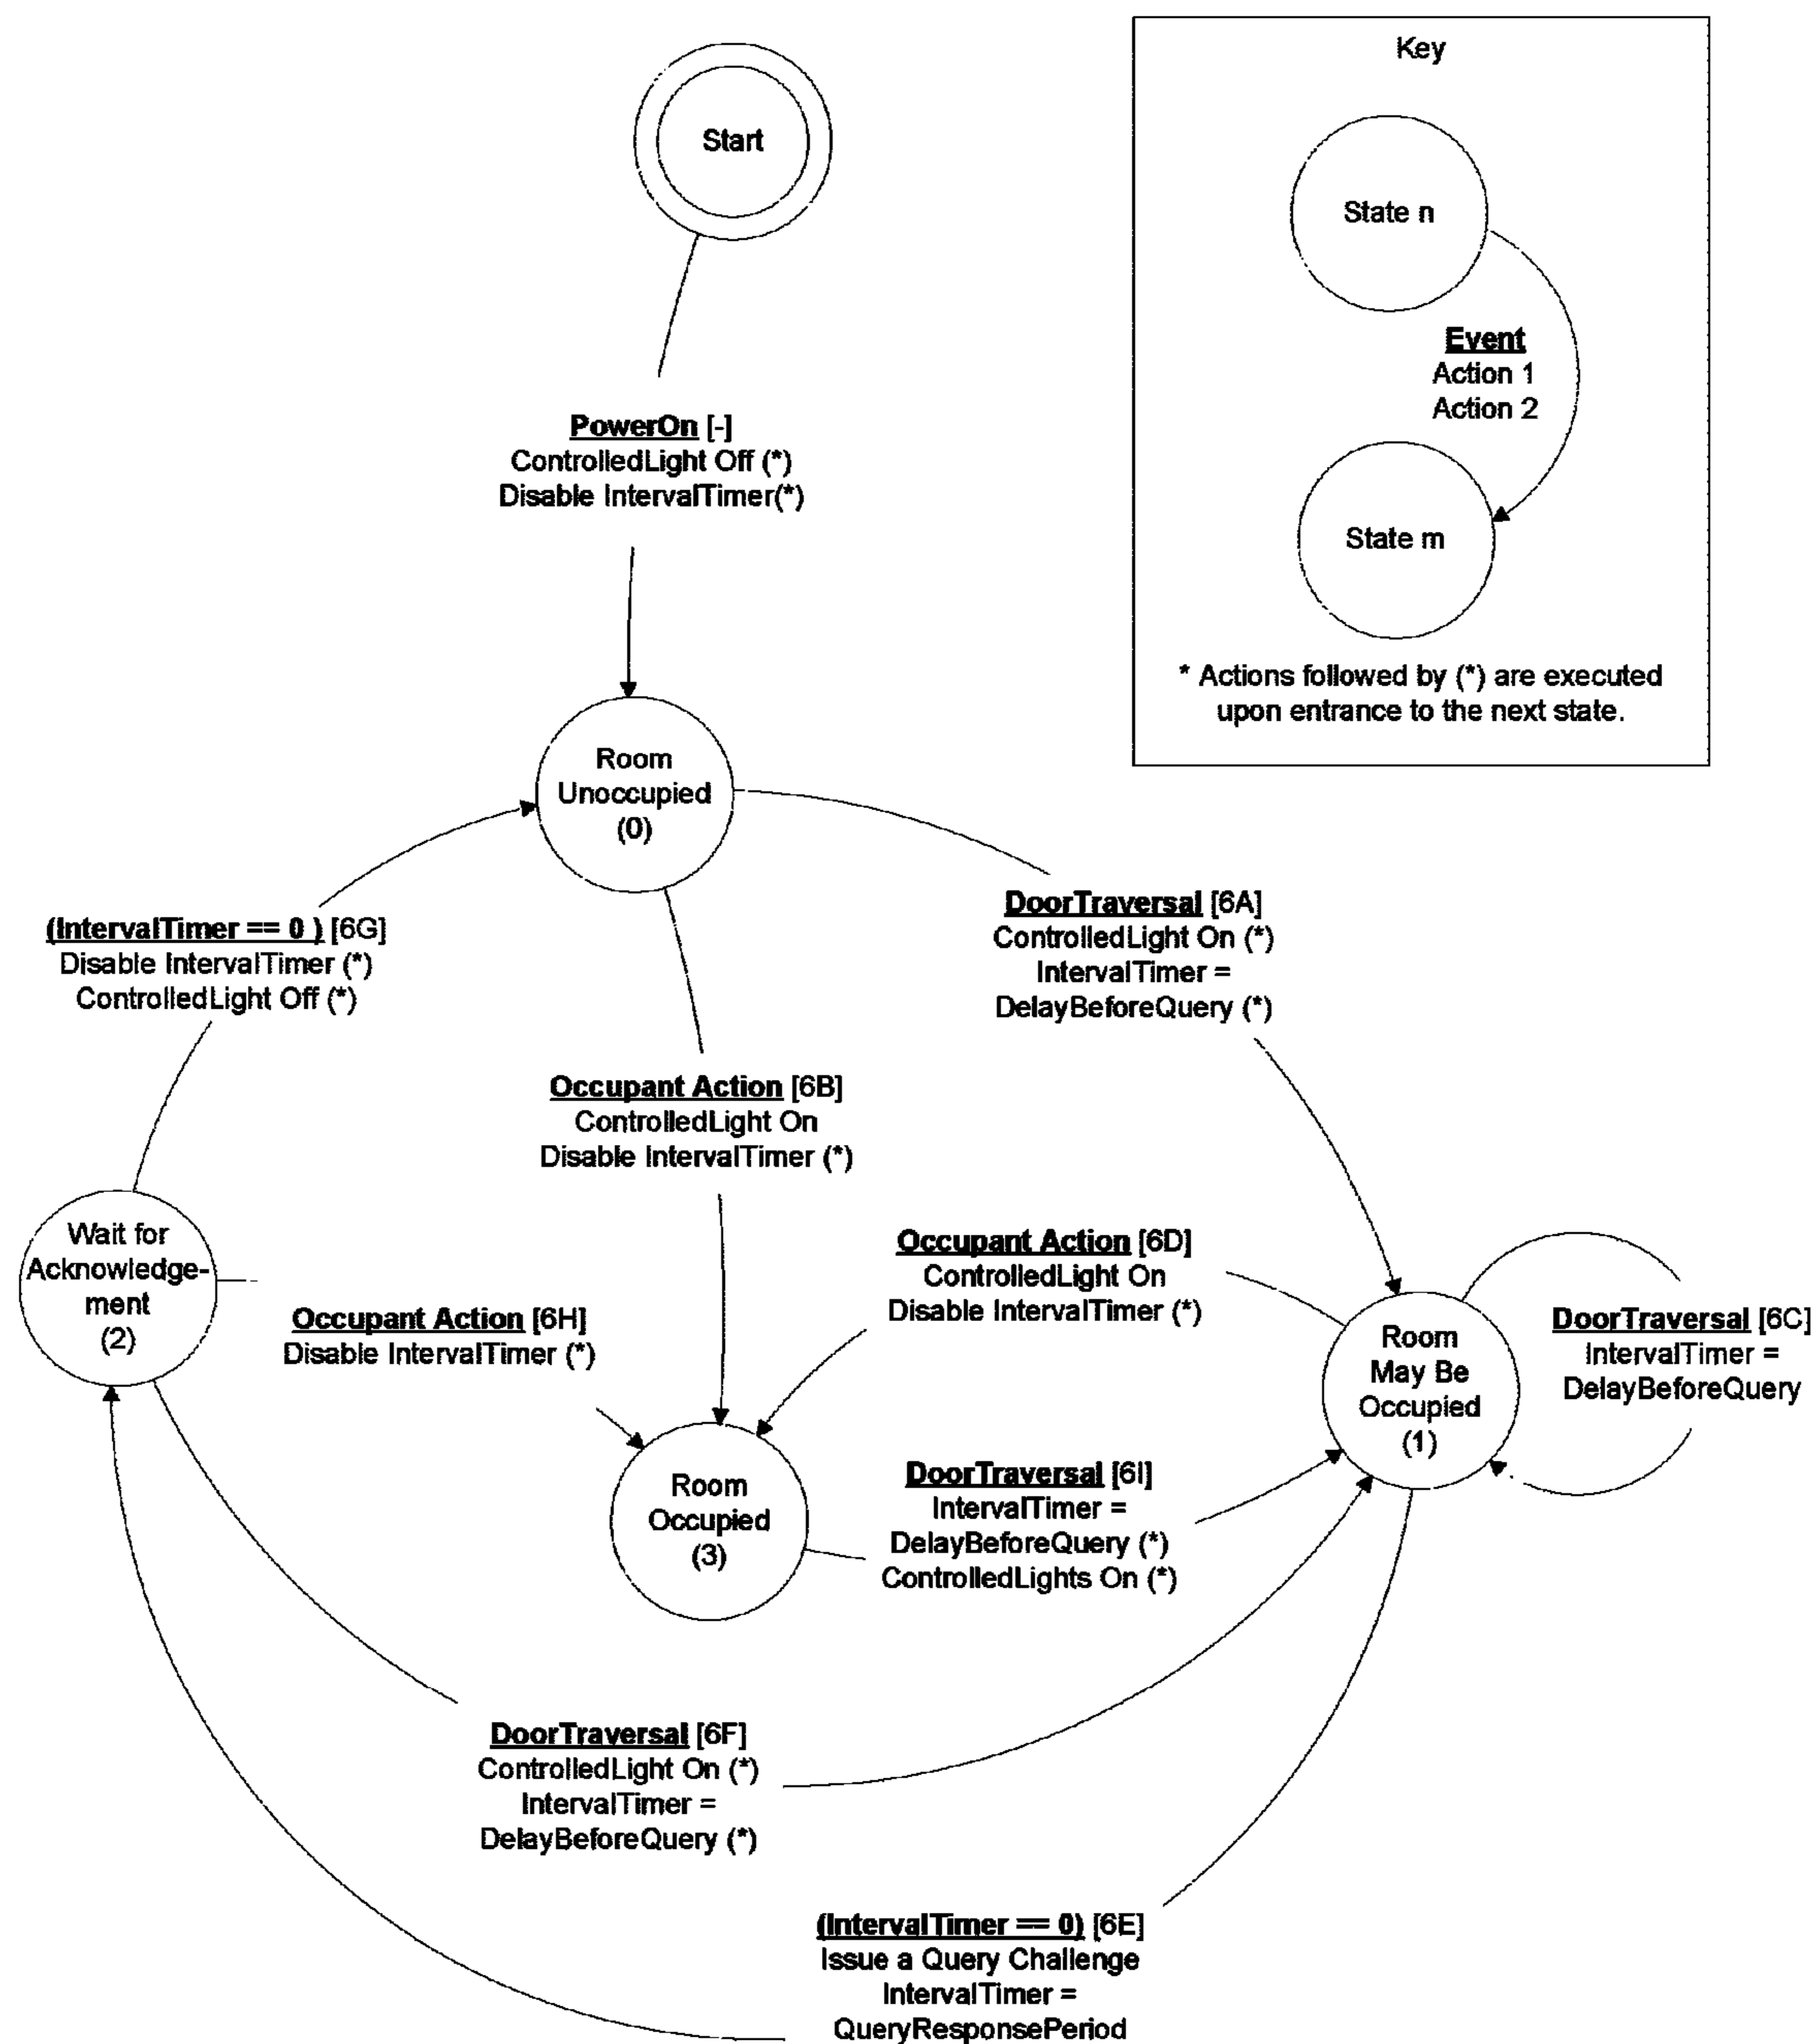 Key
Start
State n
Event
Action 1
Action 2
State m
* Actions followed by (*) are executed
upon entrance to the next state.
PowerOn [-]
ControlledLight Off (*)
Disable IntervalTimer(*)
Room
Unoccupied
(0)
(IntervalTimer == 0 ) [6G]
Disable IntervalTimer (*)
ControlledLight Off (*)
DoorTraversal [6A]
ControlledLight On (*)
IntervalTimer =
DelayBeforeQuery (*)
Occupant Action [6B]
ControlledLight On
Disable IntervalTimer (*)
Wait for
Acknowledge-
ment
(2)
Occupant Action [6H]
Disable IntervalTimer (*)
Occupant Action [6D]
ControlledLight On
Disable IntervalTimer (*)
Room
May Be
Occupied
(1)
DoorTraversal [6C]
IntervalTimer =
DelayBeforeQuery
Room
Occupied
(3)
DoorTraversal [6I]
IntervalTimer =
DelayBeforeQuery (*)
ControlledLights On (*)
DoorTraversal [6F]
ControlledLight On (*)
IntervalTimer =
DelayBeforeQuery (*)
(IntervalTimer == 0) [6E]
Issue a Query Challenge
IntervalTimer =
QueryResponsePeriod